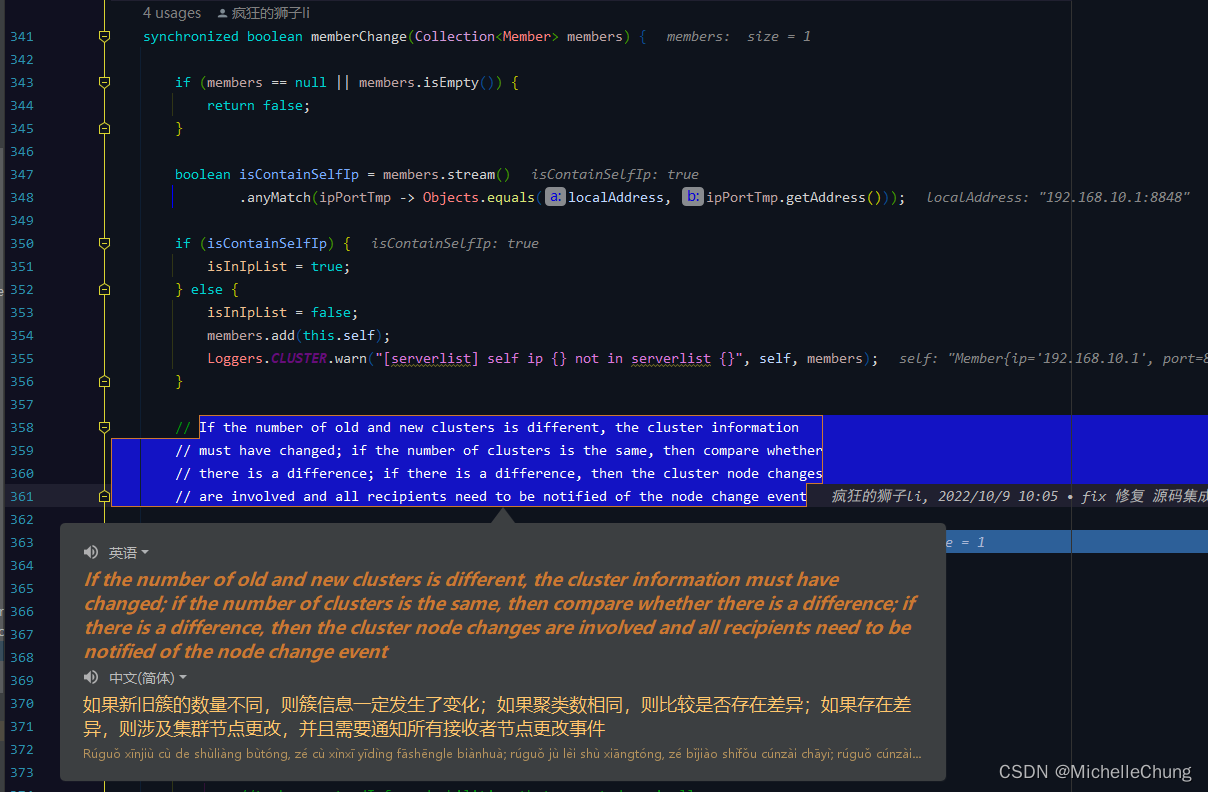 4 usages 疯狂的狮子li
341 synchronized boolean memberChange(Collection<Member> members) { members: size = 1
342
343 if (members == null || members.isEmpty()) {
344 return false;
345 }
346
347 boolean isContainSelfIp = members.stream() isContainSelfIp: true
348 .anyMatch(ipPortTmp -> Objects.equals( a: localAddress, b: ipPortTmp.getAddress())); localAddress: "192.168.10.1:8848"
349
350 if (isContainSelfIp) { isContainSelfIp: true
351 isInIpList = true;
352 } else {
353 isInIpList = false;
354 members.add(this.self);
355 Loggers.CLUSTER.warn("[serverlist] self ip {} not in serverlist {}", self, members); self: "Member{ip='192.168.10.1', port=8
356 }
357
358 // If the number of old and new clusters is different, the cluster information
359 // must have changed; if the number of clusters is the same, then compare whether
360 // there is a difference; if there is a difference, then the cluster node changes
361 // are involved and all recipients need to be notified of the node change event 疯狂的狮子li, 2022/10/9 10:05 • fix 修复 源码集成
362
363 e = 1
364
365
366
367
368
369
370
371
372
373
英语
If the number of old and new clusters is different, the cluster information must have
changed; if the number of clusters is the same, then compare whether there is a difference; if
there is a difference, then the cluster node changes are involved and all recipients need to be
notified of the node change event
中文(简体)
如果新旧簇的数量不同，则簇信息一定发生了变化；如果聚类数相同，则比较是否存在差异；如果存在差
异，则涉及集群节点更改，并且需要通知所有接收者节点更改事件
Rúguǒ xīnjiù cù de shùliàng bùtóng, zé cù xìnxī yīdìng fāshēngle biànhuà; rúguǒ jù lèi shù xiāngtóng, zé bǐjiào shìfǒu cúnzài chāyì; rúguǒ cúnzài...
CSDN @MichelleChung